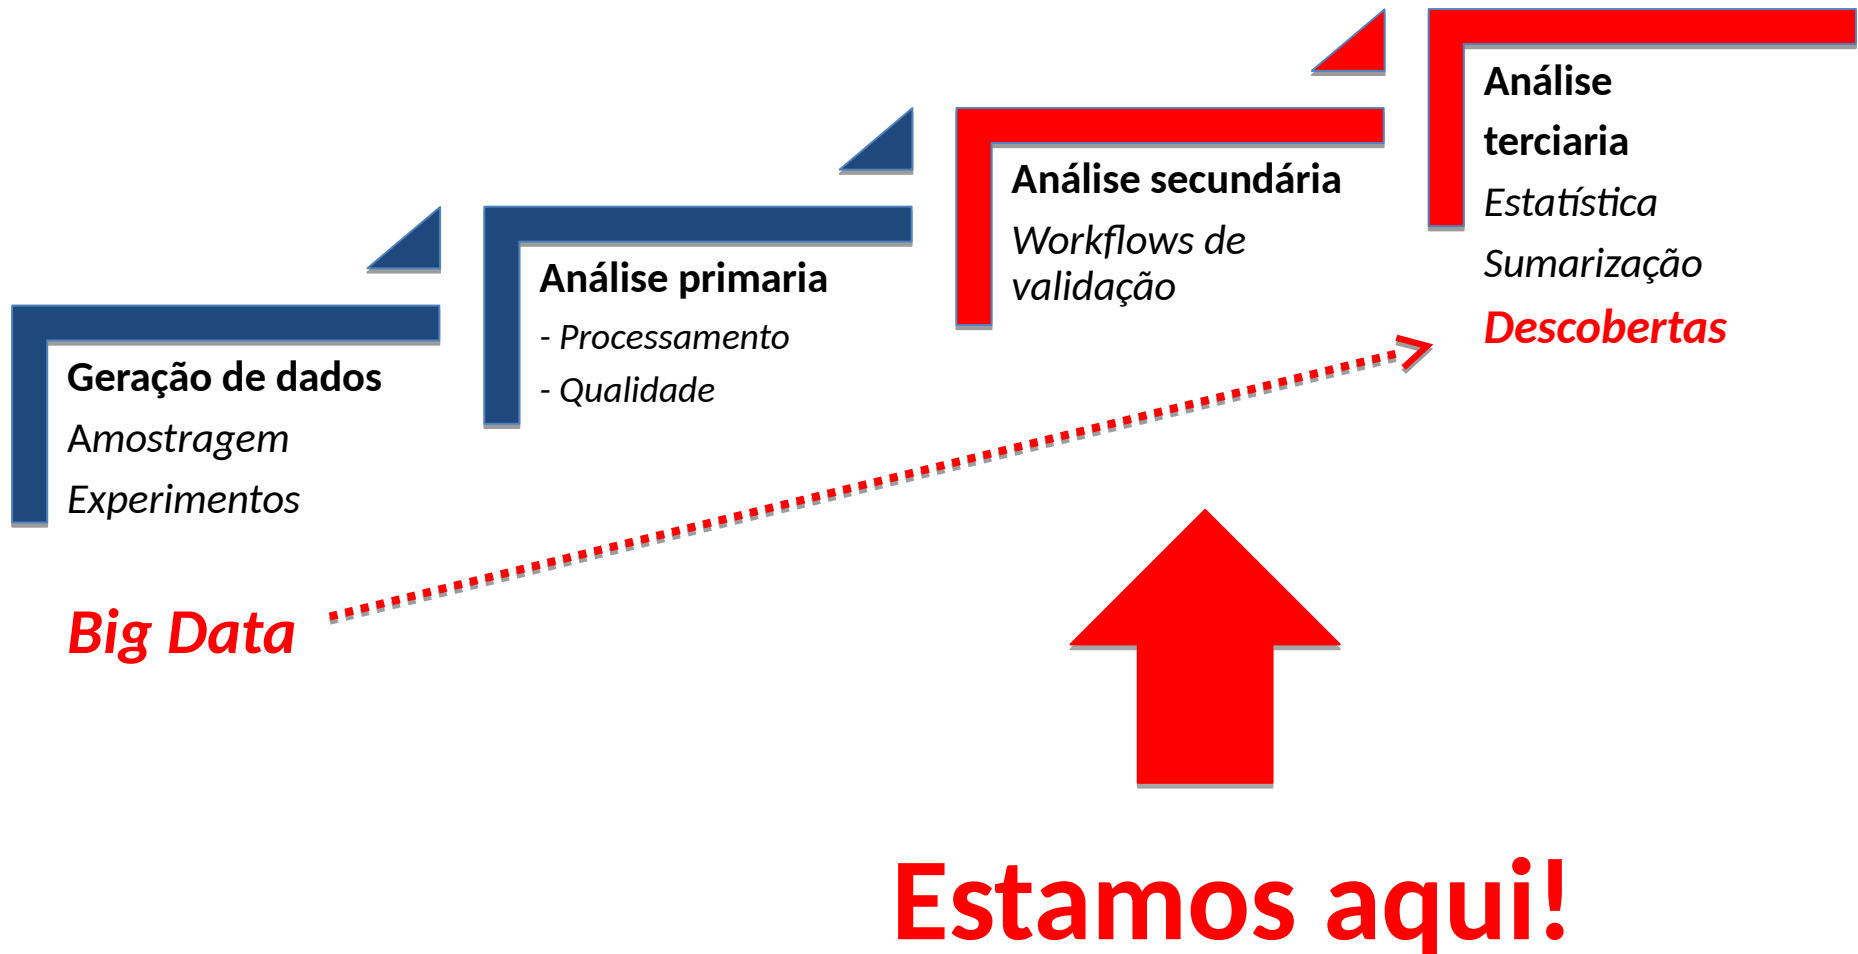 Geração de dados
Amostragem
Experimentos
Big Data
Análise primaria
- Processamento
- Qualidade
Análise secundária
Workflows de
validação
Análise
terciaria
Estatística
Sumarização
Descobertas
Estamos aqui!